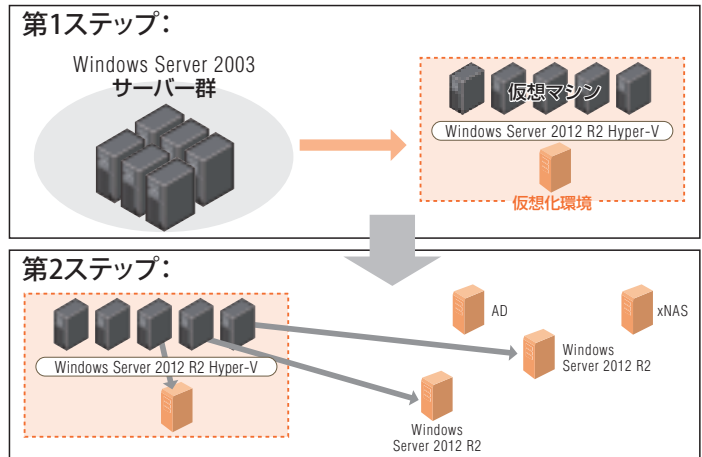 第1ステップ：
Windows Server 2003
サーバー群
仮想マシン
Windows Server 2012 R2 Hyper-V
仮想化環境
第2ステップ：
Windows Server 2012 R2 Hyper-V
AD
xNAS
Windows
Server 2012 R2
Windows
Server 2012 R2